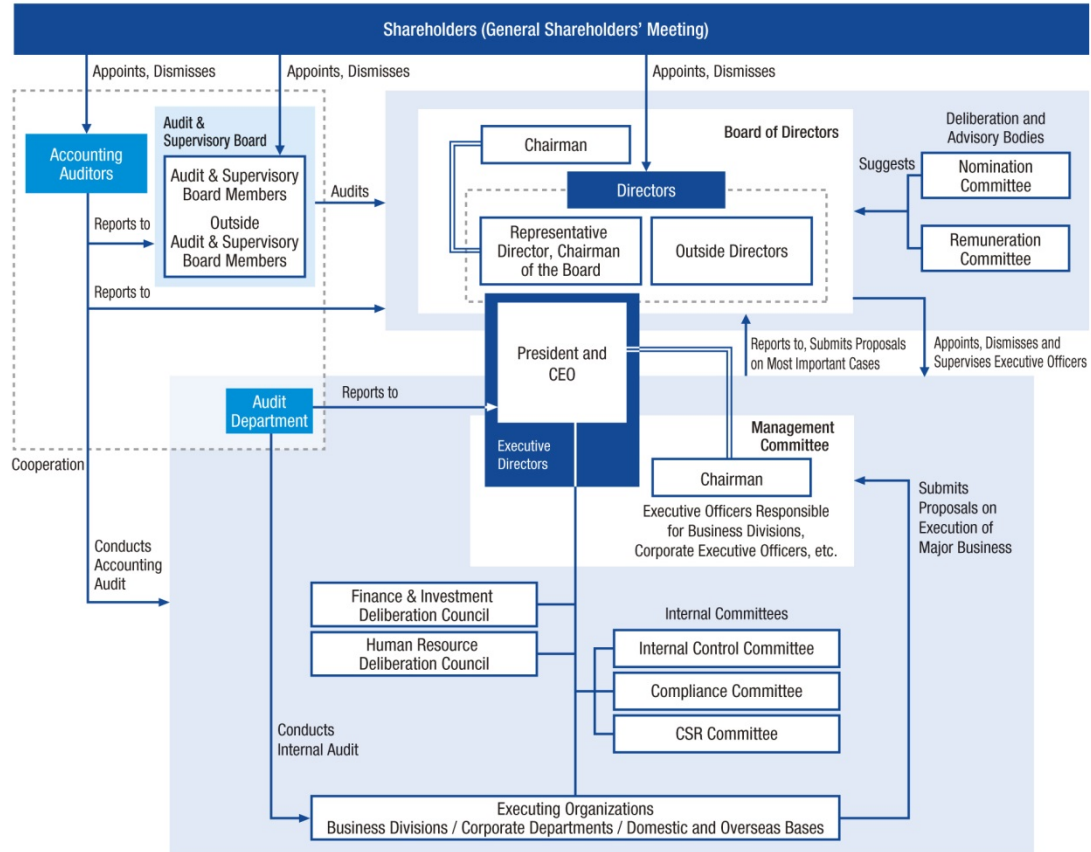 Shareholders (General Shareholders' Meeting)
Appoints, Dismisses
Appoints, Dismisses
Appoints, Dismisses
Accounting
Auditors
Audit &
Supervisory Board
Audit & Supervisory
Board Members
Outside
Audit & Supervisory
Board Members
Reports to
Reports to
Audits
Board of Directors
Chairman
Directors
Representative
Director, Chairman
of the Board
Outside Directors
Deliberation and
Advisory Bodies
Suggests
Nomination
Committee
Remuneration
Committee
President and
CEO
Executive
Directors
Reports to, Submits Proposals
on Most Important Cases
Appoints, Dismisses and
Supervises Executive Officers
Audit
Department
Reports to
Cooperation
Management
Committee
Chairman
Executive Officers Responsible
for Business Divisions,
Corporate Executive Officers, etc.
Submits
Proposals on
Execution of
Major Business
Conducts
Accounting
Audit
Finance & Investment
Deliberation Council
Human Resource
Deliberation Council
Internal Committees
Internal Control Committee
Compliance Committee
CSR Committee
Conducts
Internal Audit
Executing Organizations
Business Divisions / Corporate Departments / Domestic and Overseas Bases